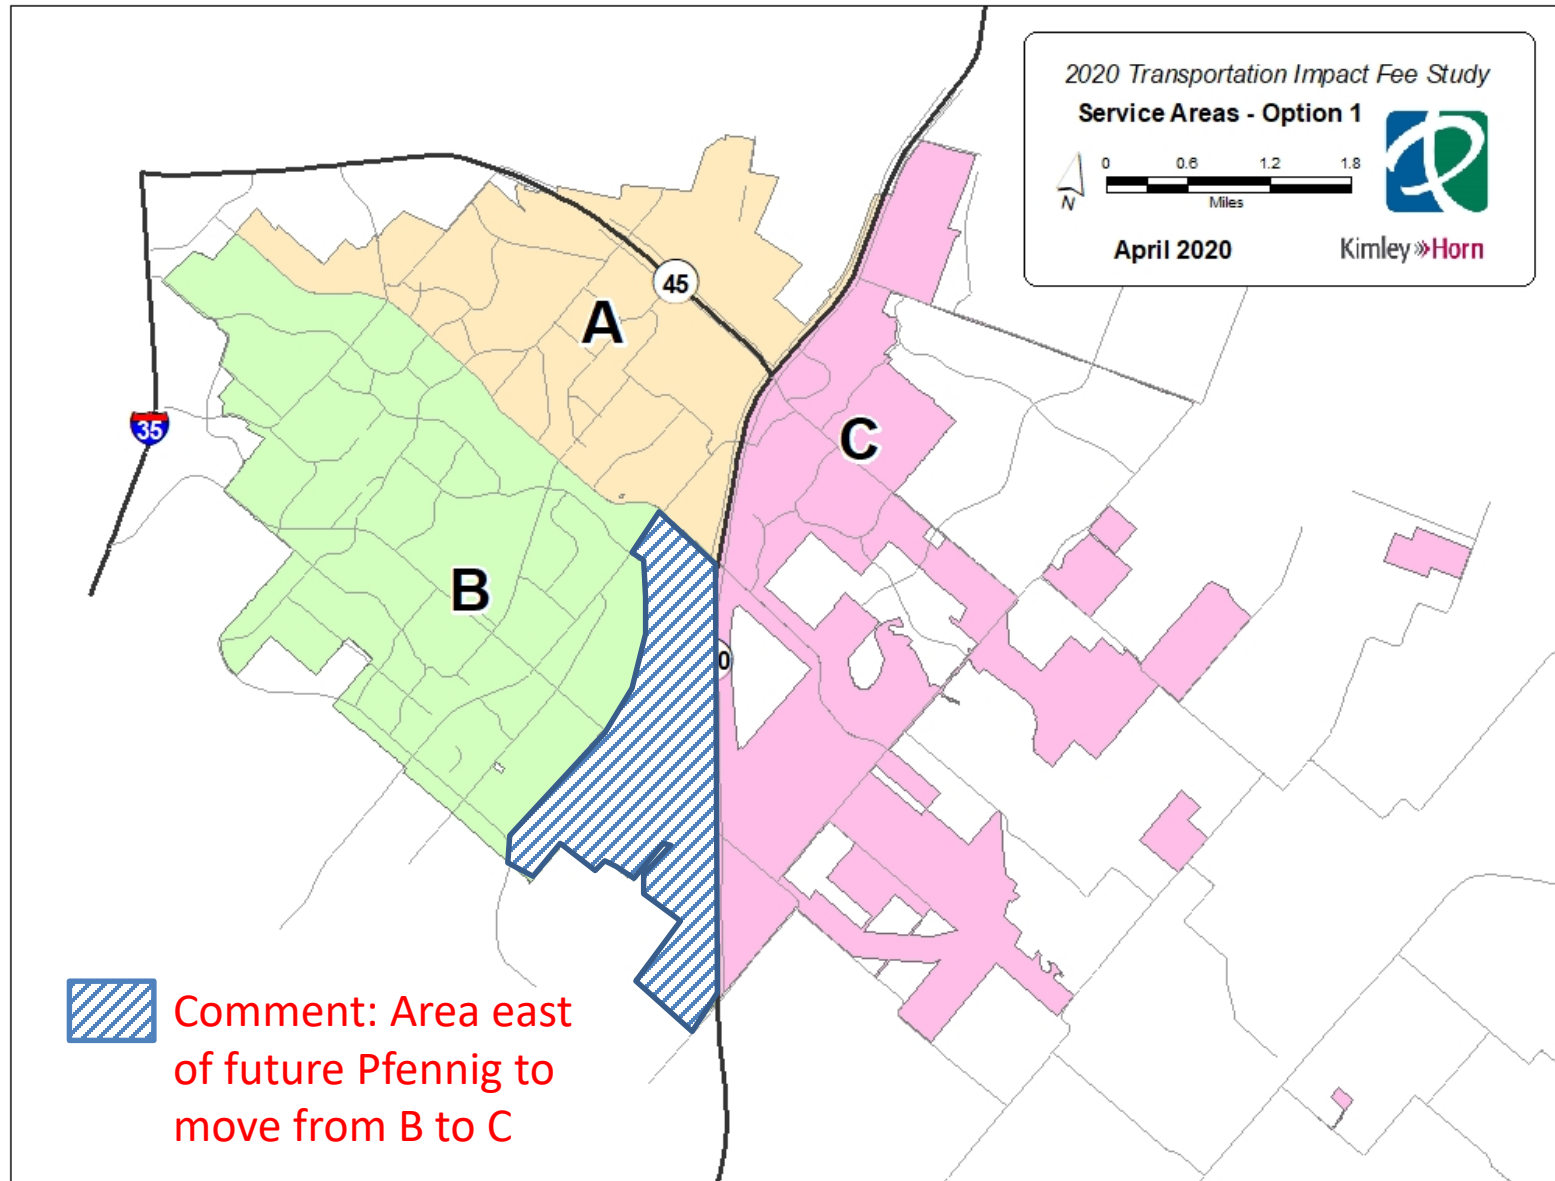 2020 Transportation Impact Fee Study
Service Areas - Option 1
0 0.6 1.2 1.8
Miles
N
April 2020
Kimley»Horn
45
A
35
C
B
0
Comment: Area east
of future Pfennig to
move from B to C